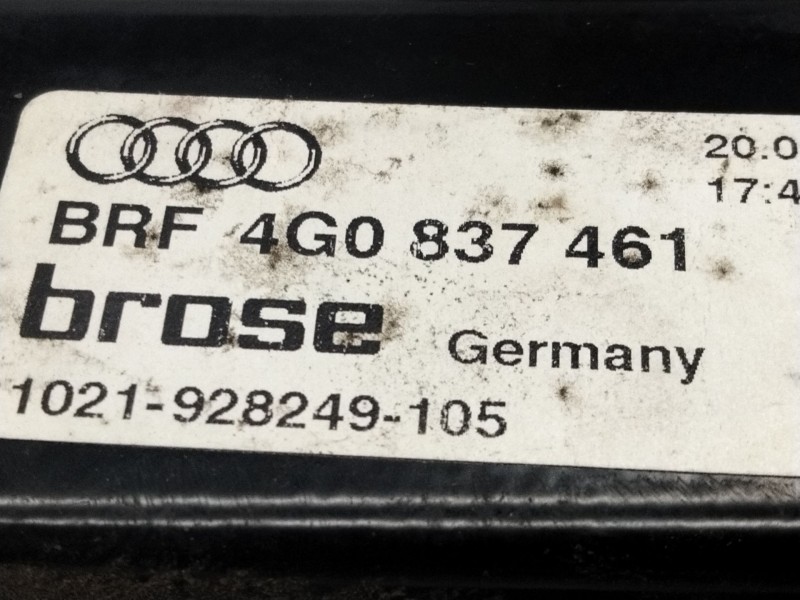 20.0
17:4
BRF 4G0 837 461
brose Germany
1021-928249-105